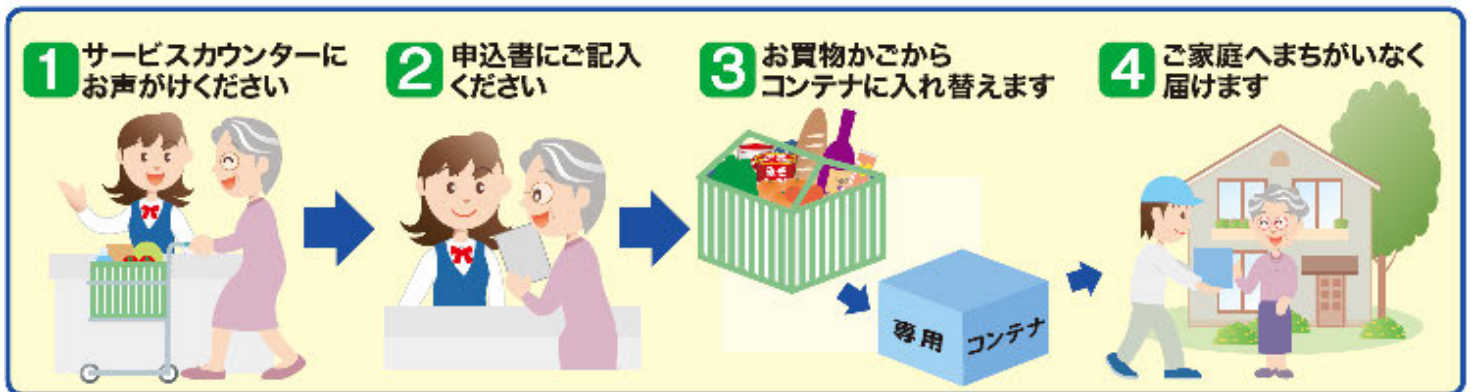 1 サービスカウンターに
お声がけください
2 申込書にご記入
ください
3 お買物かごから
コンテナに入れ替えます
4 ご家庭へまちがいなく
届けます
専用 コンテナ